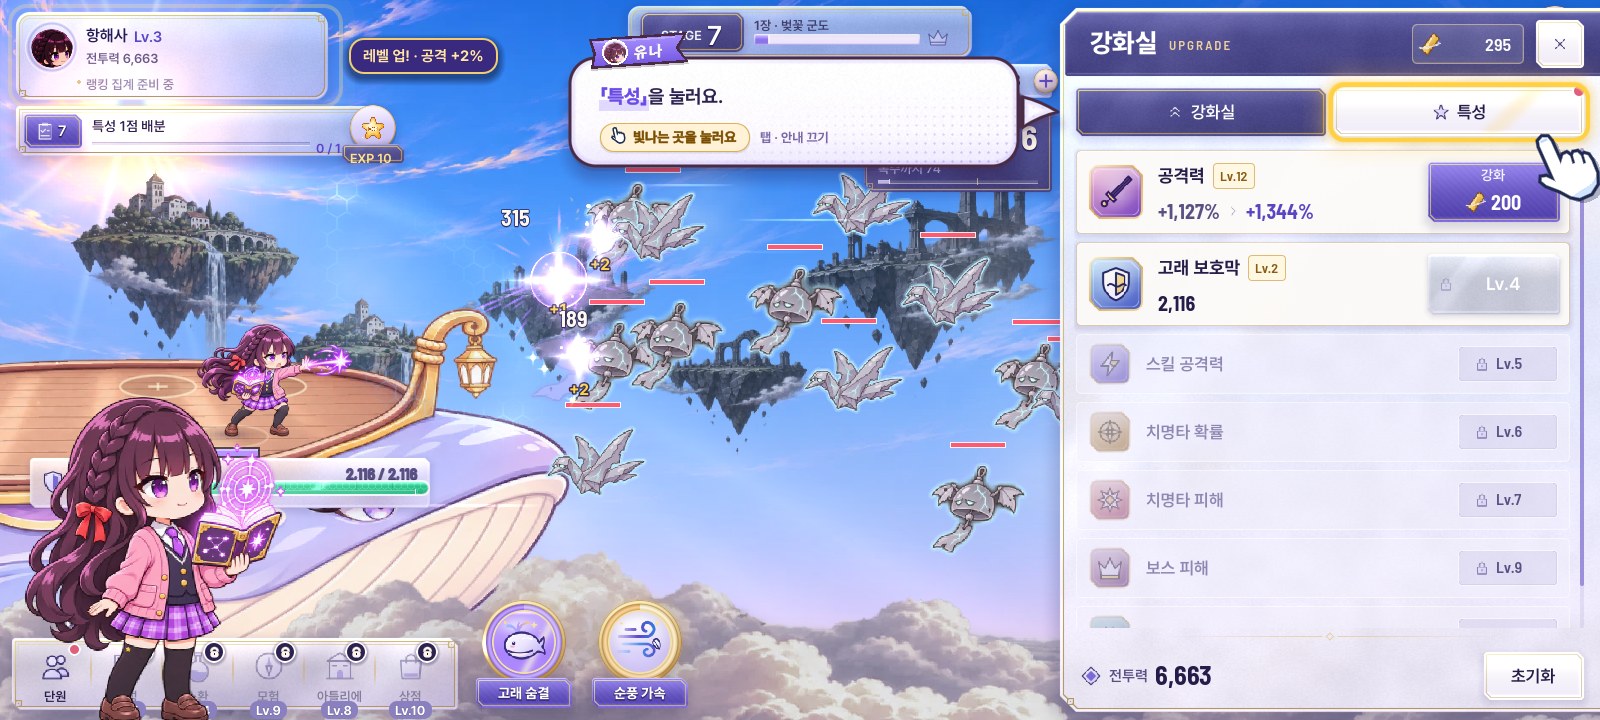 항해사 Lv.3
전투력 6,663
랭킹 집계 준비 중
레벨 업! · 공격 +2%
7
특성 1점 배분
0 / 1
EXP 10
STAGE 7
1장 · 벚꽃 군도
유나
「특성」을 눌러요.
빛나는 곳을 눌러요
탭 · 안내 끄기
6
315
+2
+1
189
+2
2,116 / 2,116
단원
모험
Lv.9
아틀리에
Lv.8
상점
Lv.10
고래 숨결
순풍 가속
강화실 UPGRADE
295
×
강화실
특성
공격력 Lv.12
+1,127% > +1,344%
강화
200
고래 보호막 Lv.2
2,116
Lv.4
스킬 공격력
Lv.5
치명타 확률
Lv.6
치명타 피해
Lv.7
보스 피해
Lv.9
전투력 6,663
초기화